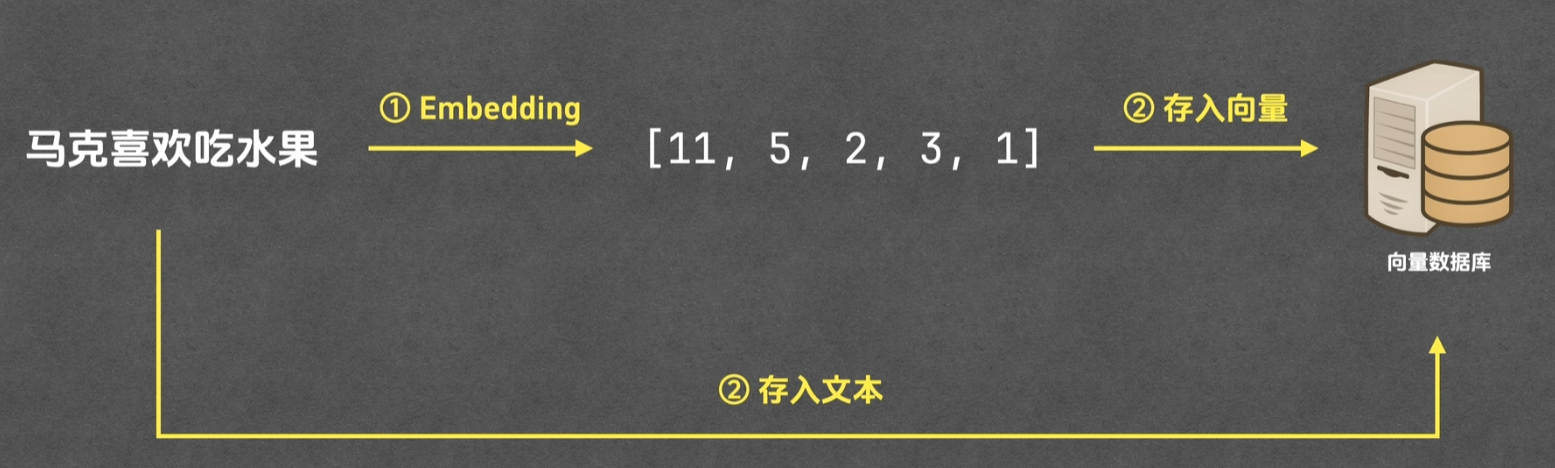 ① Embedding
② 存入向量
马克喜欢吃水果
[11, 5, 2, 3, 1]
向量数据库
② 存入文本